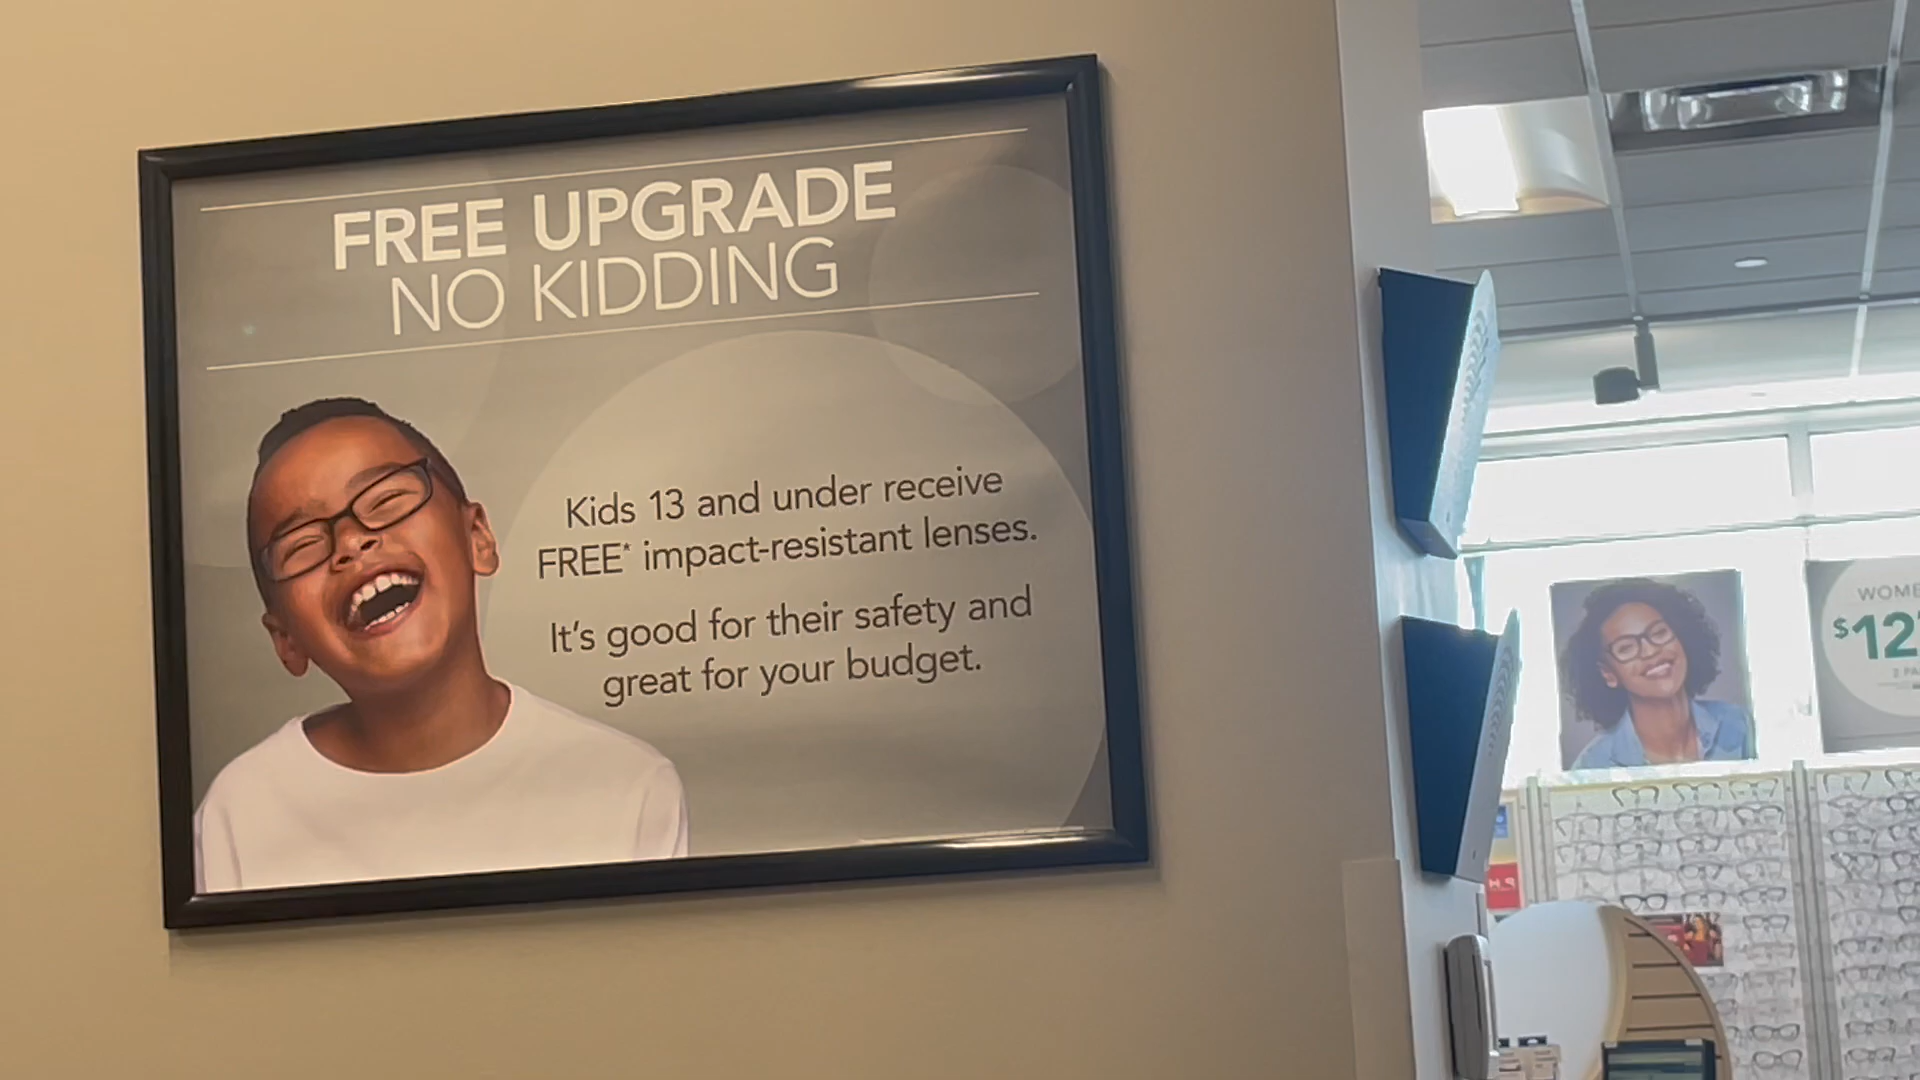 FREE UPGRADE
NO KIDDING
Kids 13 and under receive
FREE* impact-resistant lenses.
It's good for their safety and
great for your budget.
$12